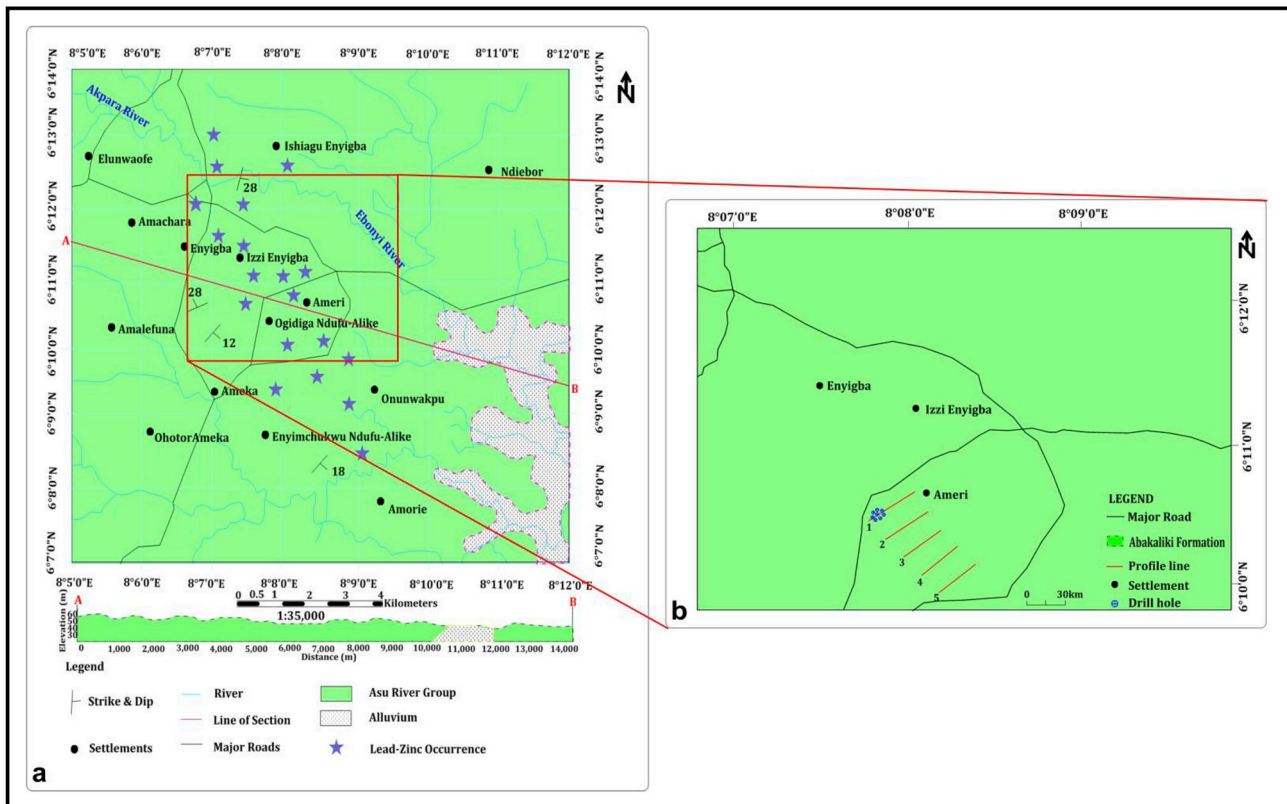 8°5'0"E 8°6'0"E 8°7'0"E 8°8'0"E 8°9'0"E 8°10'0"E 8°11'0"E 8°12'0"E
6°14'0"N
6°13'0"N
6°12'0"N
6°11'0"N
6°10'0"N
6°9'0"N
6°8'0"N
6°7'0"N
Akpara River
Elunwaofe
Ishiagu Enyigba
Ndiebor
28
Amachara
Ebonyi River
A
Enyigba
Izzi Enyigba
28
Ameri
Amalefuna
Ogidiga Ndufu-Alike
12
B
Ameka
Onunwakpu
OhotorAmeka
Enyimchukwu Ndufu-Alike
18
Amorie
N
6°14'0"N
6°13'0"N
6°12'0"N
6°11'0"N
6°10'0"N
6°9'0"N
6°8'0"N
6°7'0"N
8°5'0"E 8°6'0"E 8°7'0"E 8°8'0"E 8°9'0"E 8°10'0"E 8°11'0"E 8°12'0"E
0 0.5 1 2 3 4
Kilometers
1:35,000
A
B
Elevation (m)
60
50
40
30
0 1,000 2,000 3,000 4,000 5,000 6,000 7,000 8,000 9,000 10,000 11,000 12,000 13,000 14,000
Distance (m)
Legend
Strike & Dip
River
Asu River Group
Line of Section
Alluvium
Settlements
Major Roads
Lead-Zinc Occurrence
a
8°07'0"E 8°08'0"E 8°09'0"E
N
6°12'0"N
6°11'0"N
6°10'0"N
Enyigba
Izzi Enyigba
Ameri
1
2
3
4
5
LEGEND
Major Road
Abakaliki Formation
Profile line
Settlement
Drill hole
0 30km
b